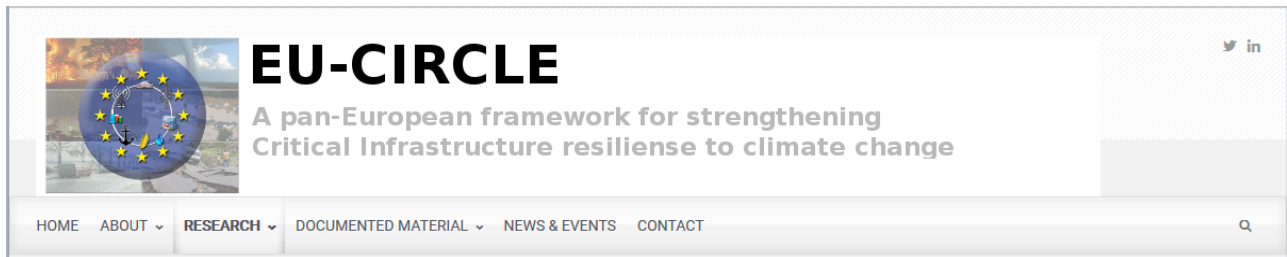 EU-CIRCLE
A pan-European framework for strengthening
Critical Infrastructure resiliense to climate change
in
HOME ABOUT RESEARCH DOCUMENTED MATERIAL NEWS & EVENTS CONTACT